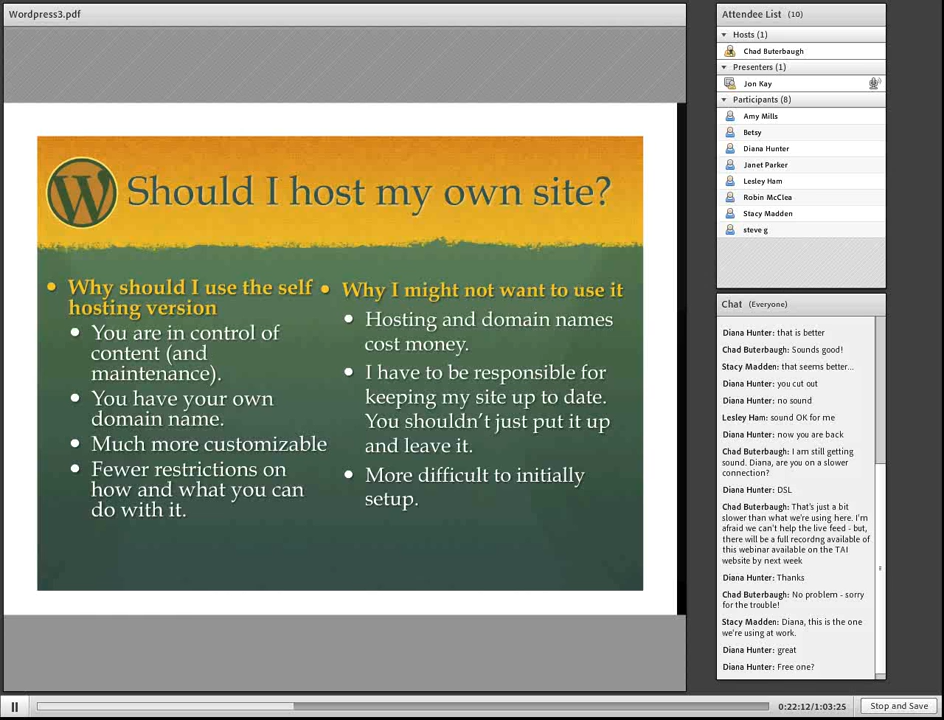 Wordpress3.pdf
W Should I host my own site?
Why should I use the self
hosting version
You are in control of
content (and
maintenance).
You have your own
domain name.
Much more customizable
Fewer restrictions on
how and what you can
do with it.
Why I might not want to use it
Hosting and domain names
cost money.
I have to be responsible for
keeping my site up to date.
You shouldn't just put it up
and leave it.
More difficult to initially
setup.
Attendee List (10)
Hosts (1)
Chad Buterbaugh
Presenters (1)
Jon Kay
Participants (8)
Amy Mills
Betsy
Diana Hunter
Janet Parker
Lesley Ham
Robin McClea
Stacy Madden
steve g
Chat (Everyone)
Diana Hunter: that is better
Chad Buterbaugh: Sounds good!
Stacy Madden: that seems better...
Diana Hunter: you cut out
Diana Hunter: no sound
Lesley Ham: sound OK for me
Diana Hunter: now you are back
Chad Buterbaugh: I am still getting
sound. Diana, are you on a slower
connection?
Diana Hunter: DSL
Chad Buterbaugh: That's just a bit
slower than what we're using here. I'm
afraid we can't help the live feed - but,
there will be a full recordng available of
this webinar available on the TAI
website by next week
Diana Hunter: Thanks
Chad Buterbaugh: No problem - sorry
for the trouble!
Stacy Madden: Diana, this is the one
we're using at work.
Diana Hunter: great
Diana Hunter: Free one?
0:22:12/1:03:25
Stop and Save